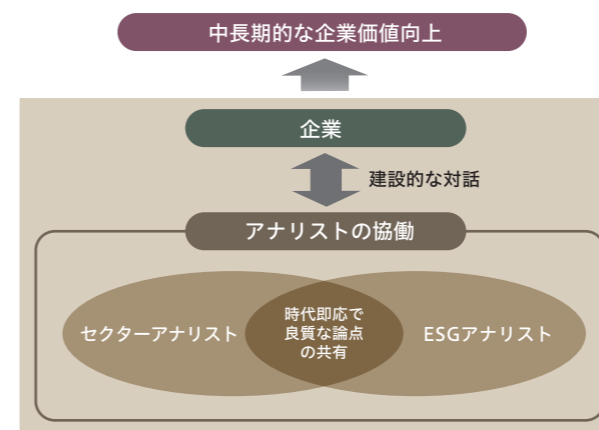 中長期的な企業価値向上
企業
建設的な対話
アナリストの協働
セクターアナリスト
時代即応で
良質な論点
の共有
ESGアナリスト